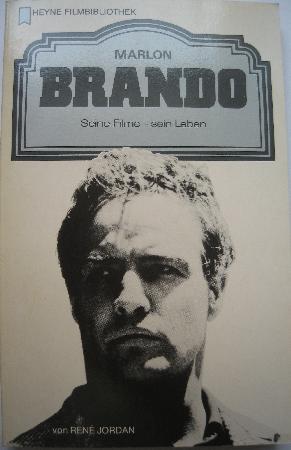 HEYNE FILMBIBLIOTHEK
MARLON
BRANDO
Seine Filme - sein Leben
von RENÉ JORDAN